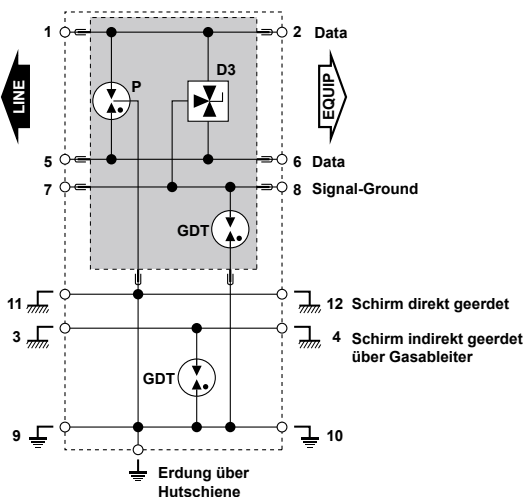 1
2 Data
LINE
P
D3
EQUIP
5
6 Data
7
8 Signal-Ground
GDT
11
12 Schirm direkt geerdet
3
4 Schirm indirekt geerdet
über Gasableiter
GDT
9
10
Erdung über
Hutschiene